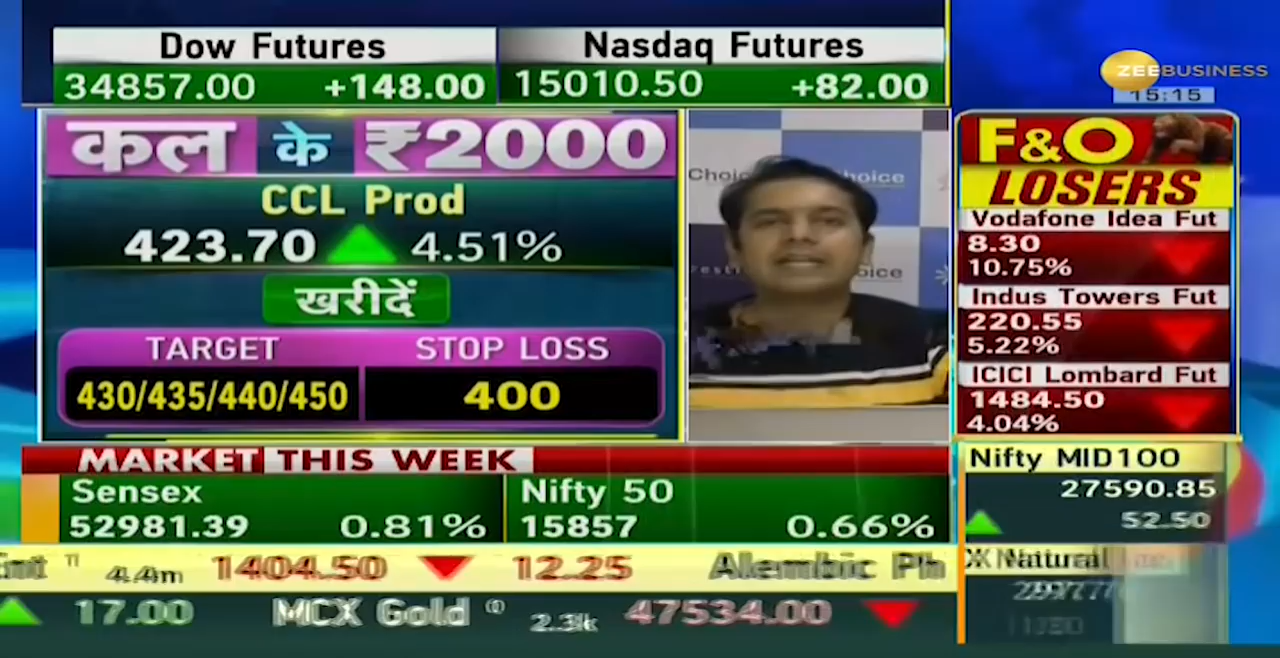 Dow Futures
34857.00 +148.00
Nasdaq Futures
15010.50 +82.00
ZEEBUSINESS
15:15
कल के ₹2000
CCL Prod
423.70 4.51%
खरीदें
TARGET
430/435/440/450
STOP LOSS
400
Choice
F&O
LOSERS
Vodafone Idea Fut
8.30
10.75%
Indus Towers Fut
220.55
5.22%
ICICI Lombard Fut
1484.50
4.04%
MARKET THIS WEEK
Sensex
52981.39 0.81%
Nifty 50
15857 0.66%
Nifty MID100
27590.85
52.50
4.4m 1404.50 12.25 Alembic Ph
17.00 MCX Gold 2.3k 47534.00
Natural